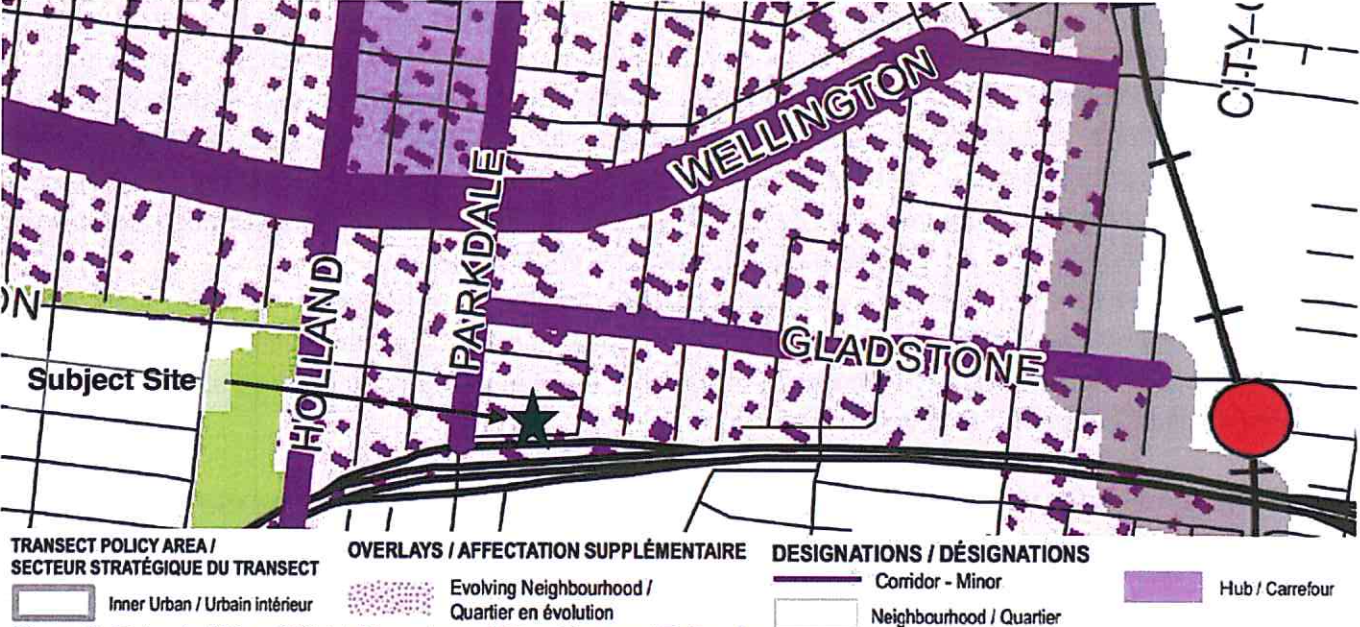 CITY-C
WELLINGTON
PARKDALE
HOLLAND
ON
GLADSTONE
Subject Site
TRANSECT POLICY AREA /
SECTEUR STRATÉGIQUE DU TRANSECT
Inner Urban / Urbain intérieur
OVERLAYS / AFFECTATION SUPPLÉMENTAIRE
Evolving Neighbourhood /
Quartier en évolution
DESIGNATIONS / DÉSIGNATIONS
Corridor - Minor
Neighbourhood / Quartier
Hub / Carrefour